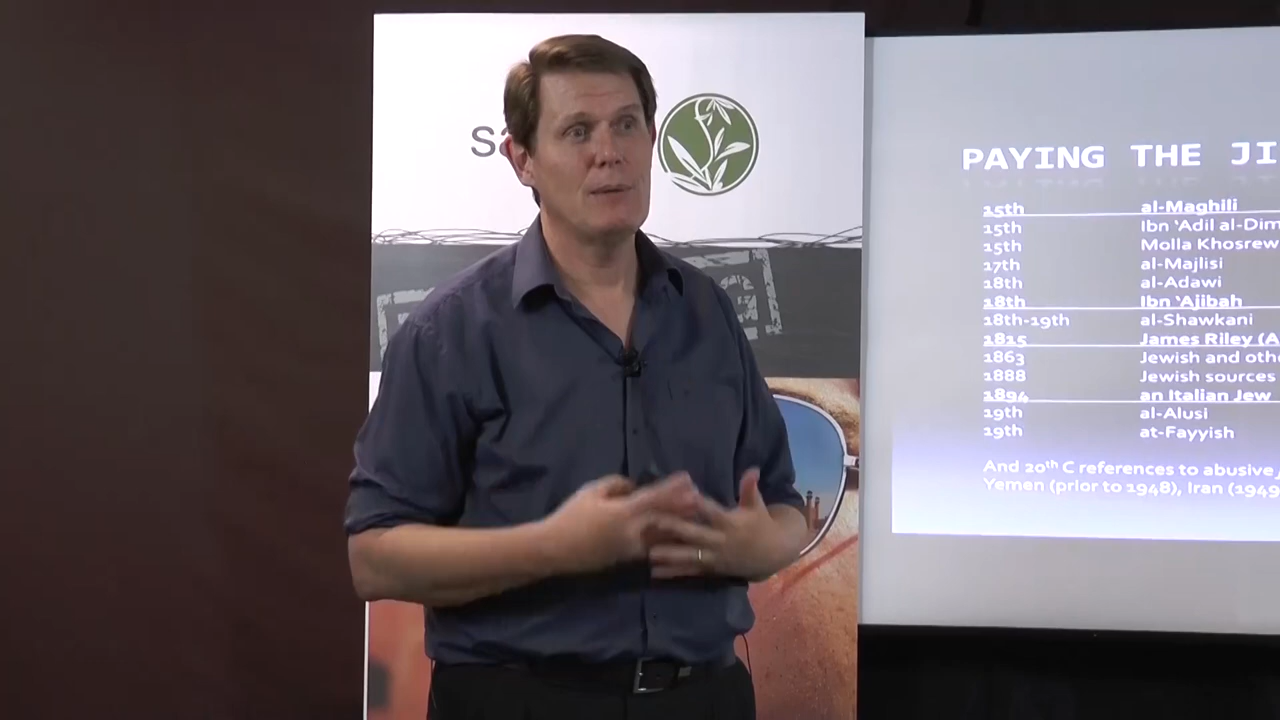 sa
PAYING THE JI
15th al-Maghili
15th Ibn ‘Adil al-Dim
15th Molla Khosrew
17th al-Majlisi
18th al-Adawi
18th Ibn ‘Ajibah
18th-19th al-Shawkani
1815 James Riley (A
1863 Jewish and othe
1888 Jewish sources
1894 an Italian Jew
19th al-Alusi
19th at-Fayyish
And 20th C references to abusive
Yemen (prior to 1948), Iran (1949